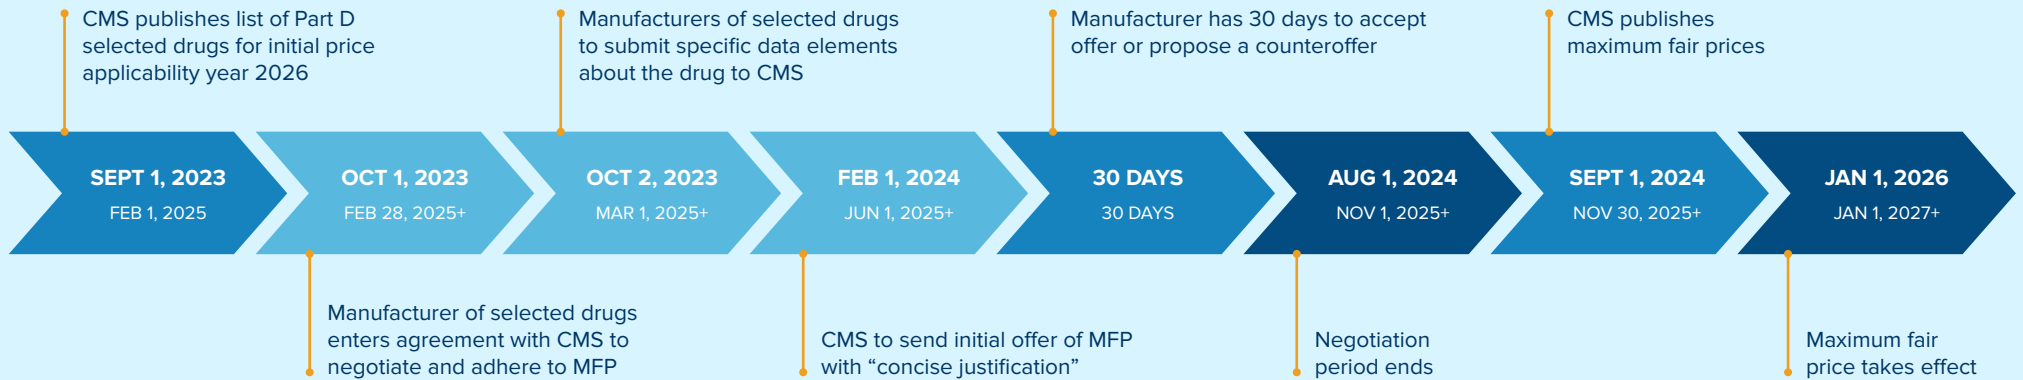 CMS publishes list of Part D
selected drugs for initial price
applicability year 2026
Manufacturers of selected drugs
to submit specific data elements
about the drug to CMS
Manufacturer has 30 days to accept
offer or propose a counteroffer
CMS publishes
maximum fair prices
SEPT 1, 2023
FEB 1, 2025
OCT 1, 2023
FEB 28, 2025+
OCT 2, 2023
MAR 1, 2025+
FEB 1, 2024
JUN 1, 2025+
30 DAYS
30 DAYS
AUG 1, 2024
NOV 1, 2025+
SEPT 1, 2024
NOV 30, 2025+
JAN 1, 2026
JAN 1, 2027+
Manufacturer of selected drugs
enters agreement with CMS to
negotiate and adhere to MFP
CMS to send initial offer of MFP
with “concise justification”
Negotiation
period ends
Maximum fair
price takes effect